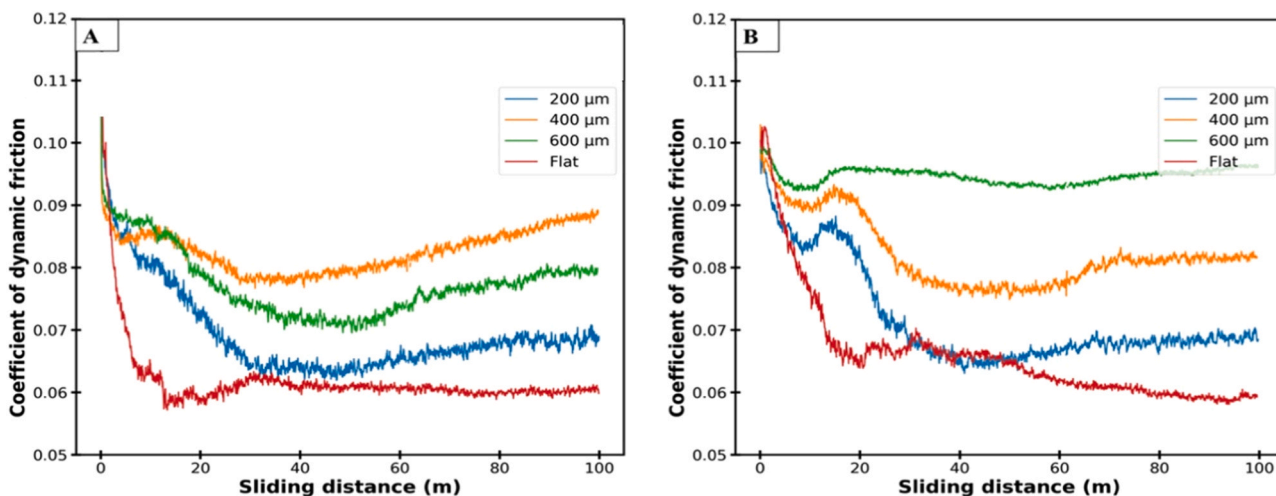 A
0.12
0.11
0.10
0.09
0.08
0.07
0.06
0.05
Coefficient of dynamic friction
200 µm
400 µm
600 µm
Flat
0
20
40
60
80
100
Sliding distance (m)
B
0.12
0.11
0.10
0.09
0.08
0.07
0.06
0.05
Coefficient of dynamic friction
200 µm
400 µm
600 µm
Flat
0
20
40
60
80
100
Sliding distance (m)